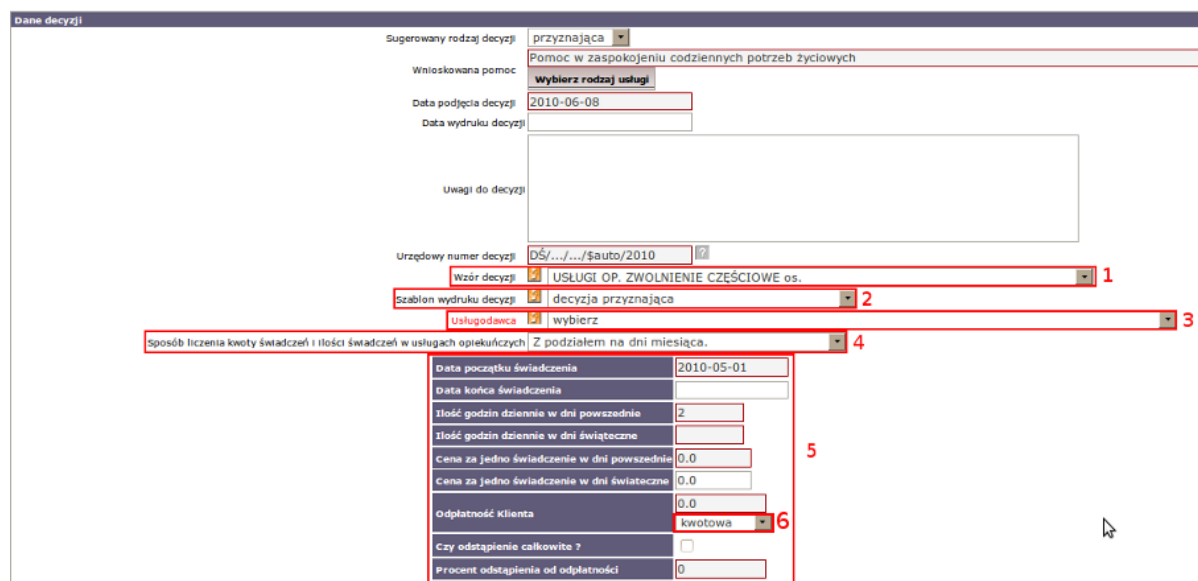 Dane decyzji
Sugerowany rodzaj decyzji przyznająca
Wnioskowana pomoc Pomoc w zaspokojeniu codziennych potrzeb życiowych
Wybierz rodzaj usługi
Data podjęcia decyzji 2010-06-08
Data wydruku decyzji
Uwagi do decyzji
Urzędowy numer decyzji DŚ/.../.../$auto/2010 ?
Wzór decyzji USŁUGI OP. ZWOLNIENIE CZĘŚCIOWE os. 1
Szablon wydruku decyzji decyzja przyznająca 2
Usługodawca wybierz 3
Sposób liczenia kwoty świadczeń i ilości świadczeń w usługach opiekuńczych Z podziałem na dni miesiąca. 4
Data początku świadczenia 2010-05-01
Data końca świadczenia
Ilość godzin dziennie w dni powszednie 2
Ilość godzin dziennie w dni świąteczne
5
Cena za jedno świadczenie w dni powszednie 0.0
Cena za jedno świadczenie w dni świateczne 0.0
Odpłatność Klienta 0.0
kwotowa 6
Czy odstąpienie całkowite ?
Procent odstąpienia od odpłatności 0